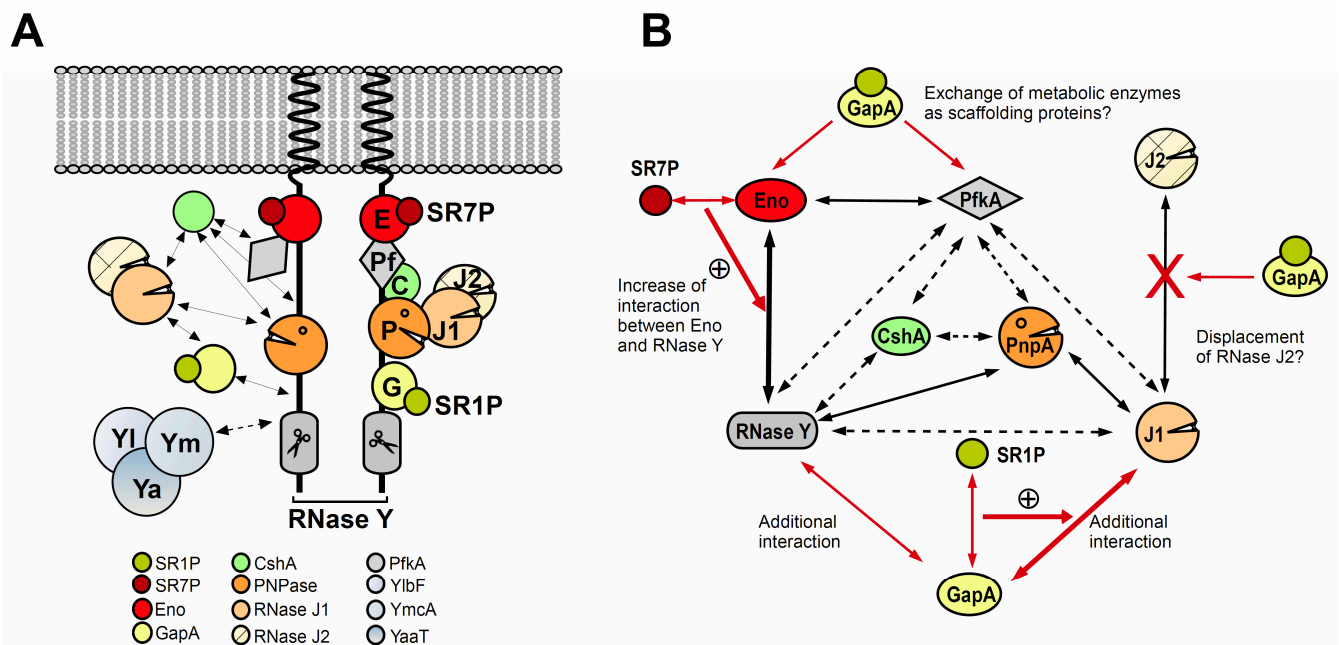 A
E
SR7P
Pf
C
J2
P
J1
G
SR1P
Yl
Ym
Ya
RNase Y
SR1P
SR7P
Eno
GapA
CshA
PNPase
RNase J1
RNase J2
PfkA
YlbF
YmcA
YaaT
B
GapA
Exchange of metabolic enzymes
as scaffolding proteins?
J2
SR7P
Eno
PfkA
GapA
Increase of
interaction
between Eno
and RNase Y
CshA
PnpA
Displacement
of RNase J2?
RNase Y
J1
SR1P
Additional
interaction
Additional
interaction
GapA